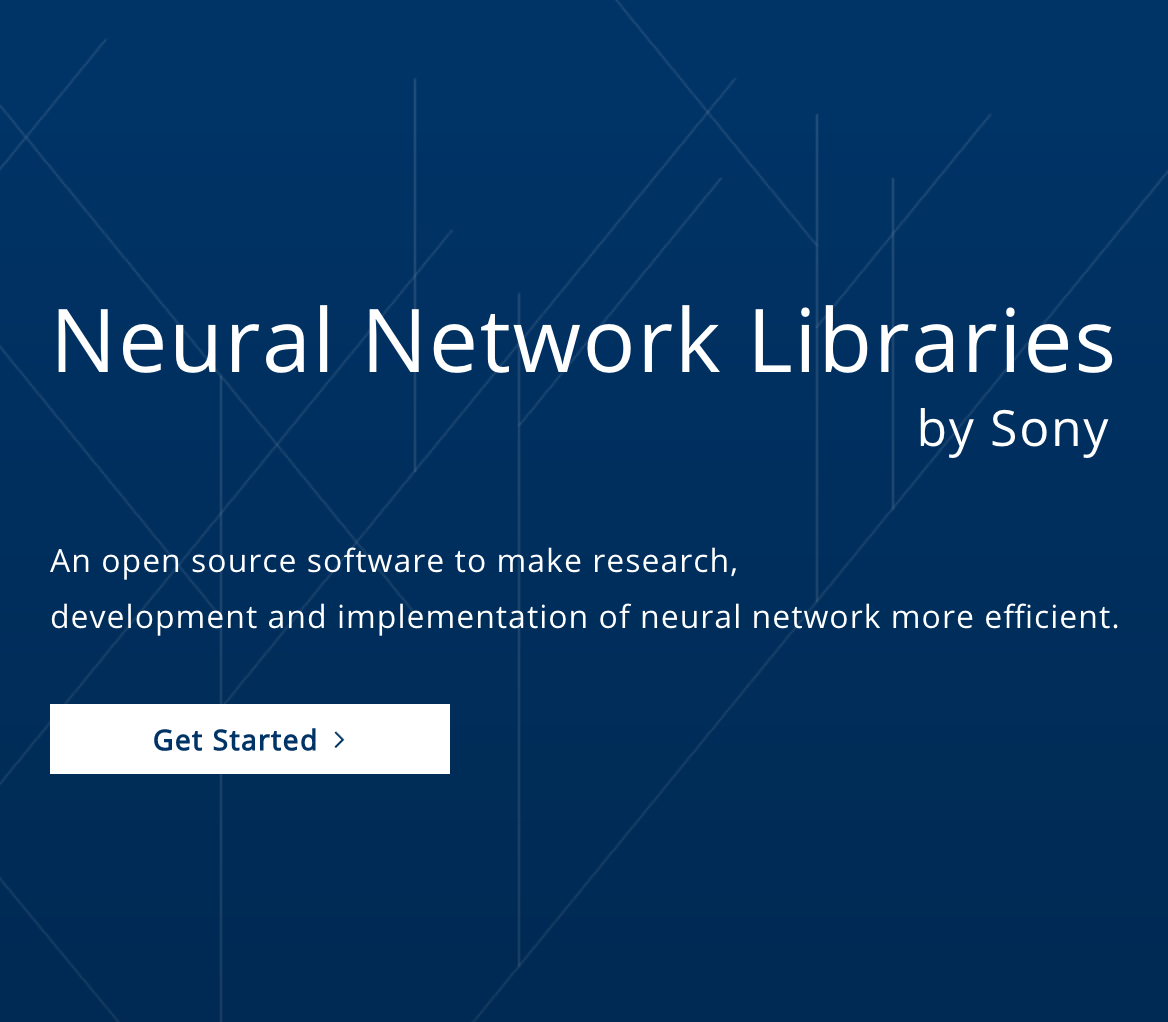 Neural Network Libraries
by Sony
An open source software to make research,
development and implementation of neural network more efficient.
Get Started